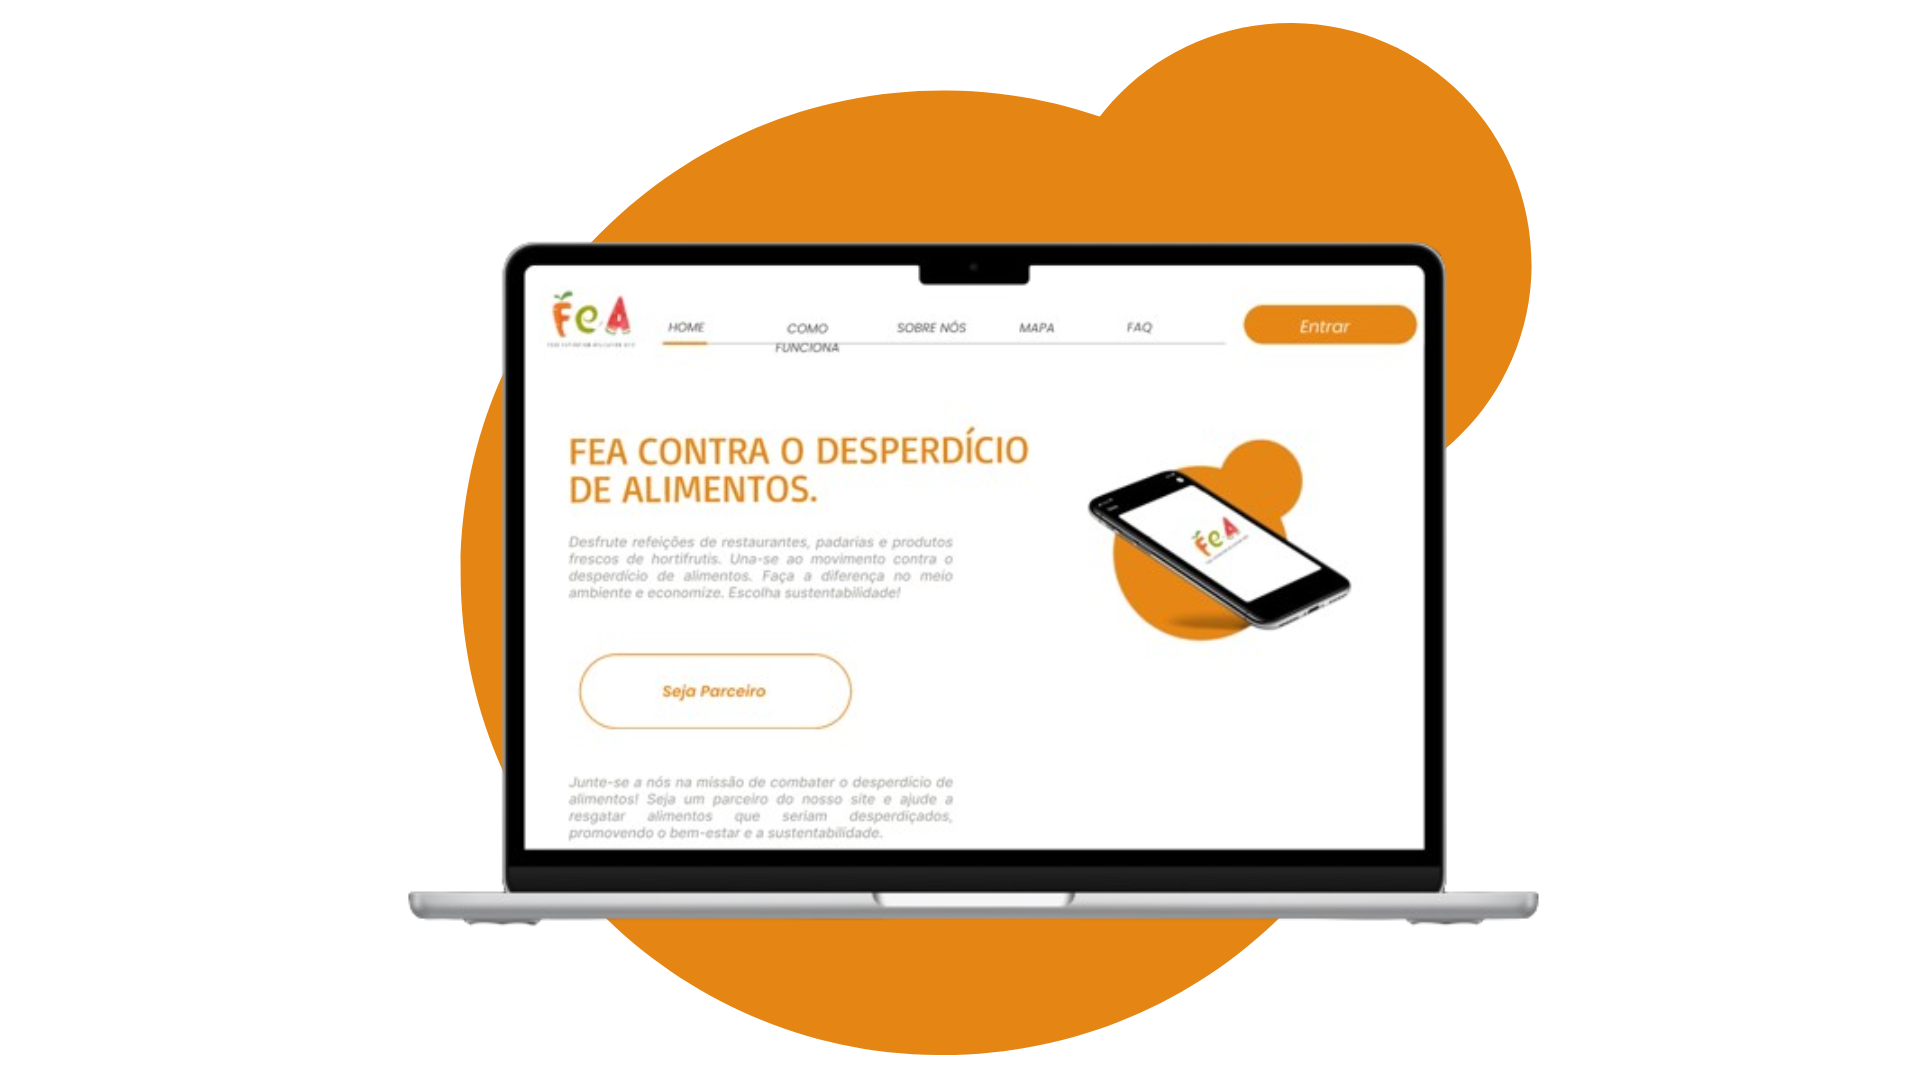 FeA
HOME
COMO
FUNCIONA
SOBRE NÓS
MAPA
FAQ
Entrar
FEA CONTRA O DESPERDÍCIO
DE ALIMENTOS.
Desfrute refeições de restaurantes, padarias e produtos
frescos de hortifrutis. Una-se ao movimento contra o
desperdício de alimentos. Faça a diferença no meio
ambiente e economize. Escolha sustentabilidade!
FeA
Seja Parceiro
Junte-se a nós na missão de combater o desperdício de
alimentos! Seja um parceiro do nosso site e ajude a
resgatar alimentos que seriam desperdiçados,
promovendo o bem-estar e a sustentabilidade.